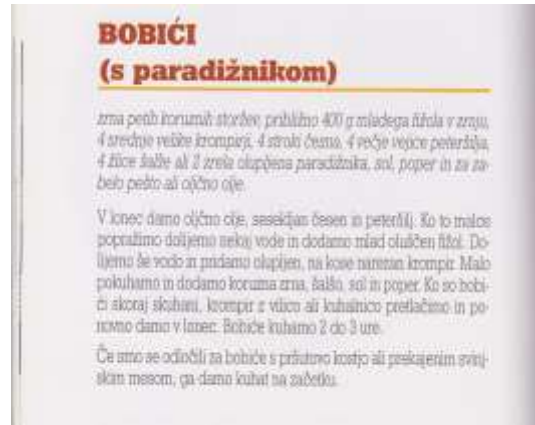 BOBIĆI
(s paradižnikom)
zrna petih koruznih storžev, približno 400 g mladega fižola v zrnju,
4 srednje velike krompirji, 4 stroki česna, 4 večje vejice peteršilja,
4 žlice šalše ali 2 zrela olupljena paradižnika, sol, poper in za za-
belo pešto ali oljčno olje.
V lonec damo oljčno olje, sesekljan česen in peteršilj. Ko to malce
popražimo dolijemo nekaj vode in dodamo mlad oluščen fižol. Do-
lijemo še vodo in pridamo olupljen, na kose narezan krompir. Malo
pokuhamo in dodamo koruzna zrna, šalšo, sol in poper. Ko so bobi-
či skoraj skuhani, krompir z vilico ali kuhalnico pretlačimo in po-
novno damo v lonec. Bobiče kuhamo 2 do 3 ure.
Če smo se odločili za bobiče s pršutovo kostjo ali prekajenim svinj-
skim mesom, ga damo kuhat na začetku.